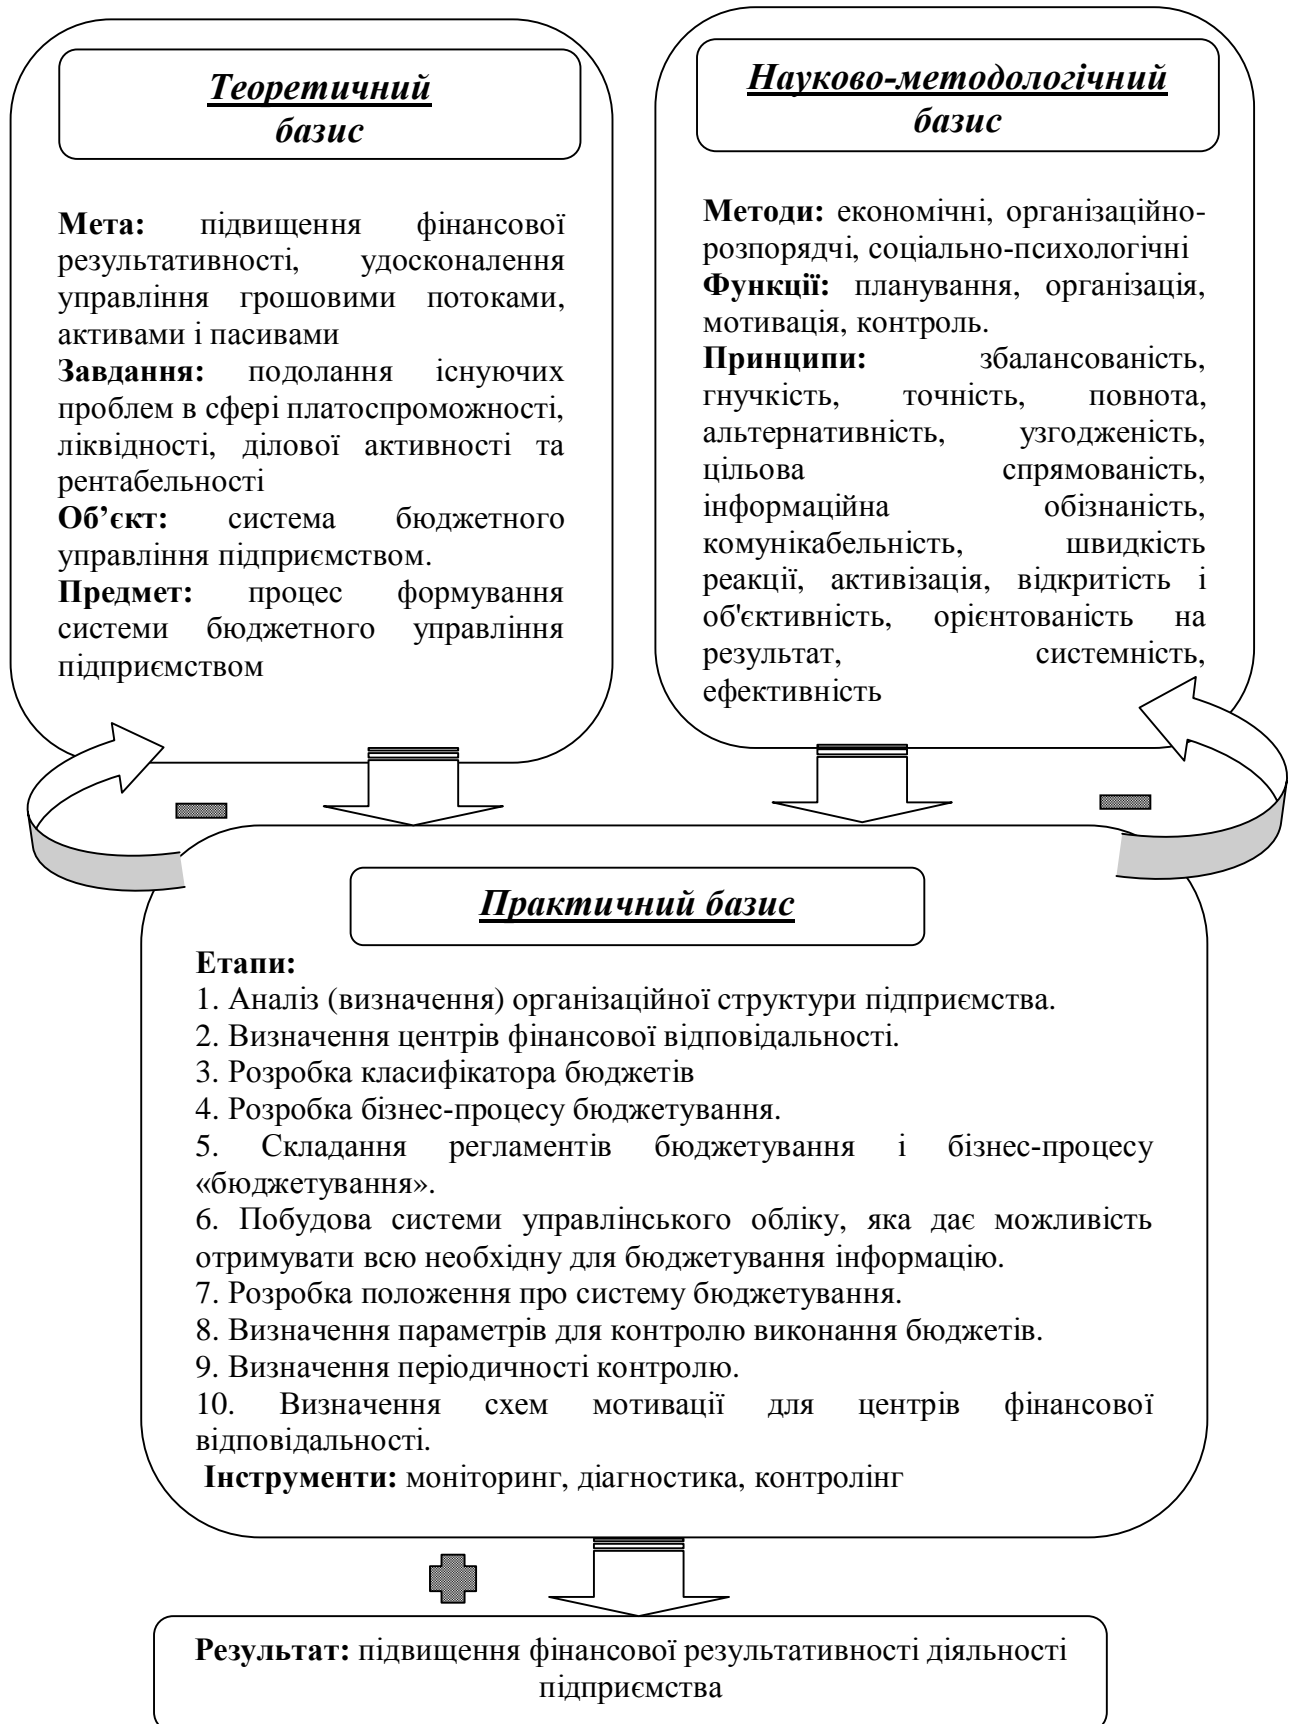 Теоретичний
базис
Мета: підвищення фінансової
результативності, удосконалення
управління грошовими потоками,
активами і пасивами
Завдання: подолання існуючих
проблем в сфері платоспроможності,
ліквідності, ділової активності та
рентабельності
Об’єкт: система бюджетного
управління підприємством.
Предмет: процес формування
системи бюджетного управління
підприємством
Науково-методологічний
базис
Методи: економічні, організаційно-
розпорядчі, соціально-психологічні
Функції: планування, організація,
мотивація, контроль.
Принципи: збалансованість,
гнучкість, точність, повнота,
альтернативність, узгодженість,
цільова спрямованість,
інформаційна обізнаність,
комунікабельність, швидкість
реакції, активізація, відкритість і
об'єктивність, орієнтованість на
результат, системність,
ефективність
Практичний базис
Етапи:
1. Аналіз (визначення) організаційної структури підприємства.
2. Визначення центрів фінансової відповідальності.
3. Розробка класифікатора бюджетів
4. Розробка бізнес-процесу бюджетування.
5. Складання регламентів бюджетування і бізнес-процесу
«бюджетування».
6. Побудова системи управлінського обліку, яка дає можливість
отримувати всю необхідну для бюджетування інформацію.
7. Розробка положення про систему бюджетування.
8. Визначення параметрів для контролю виконання бюджетів.
9. Визначення періодичності контролю.
10. Визначення схем мотивації для центрів фінансової
відповідальності.
Інструменти: моніторинг, діагностика, контролінг
Результат: підвищення фінансової результативності діяльності
підприємства